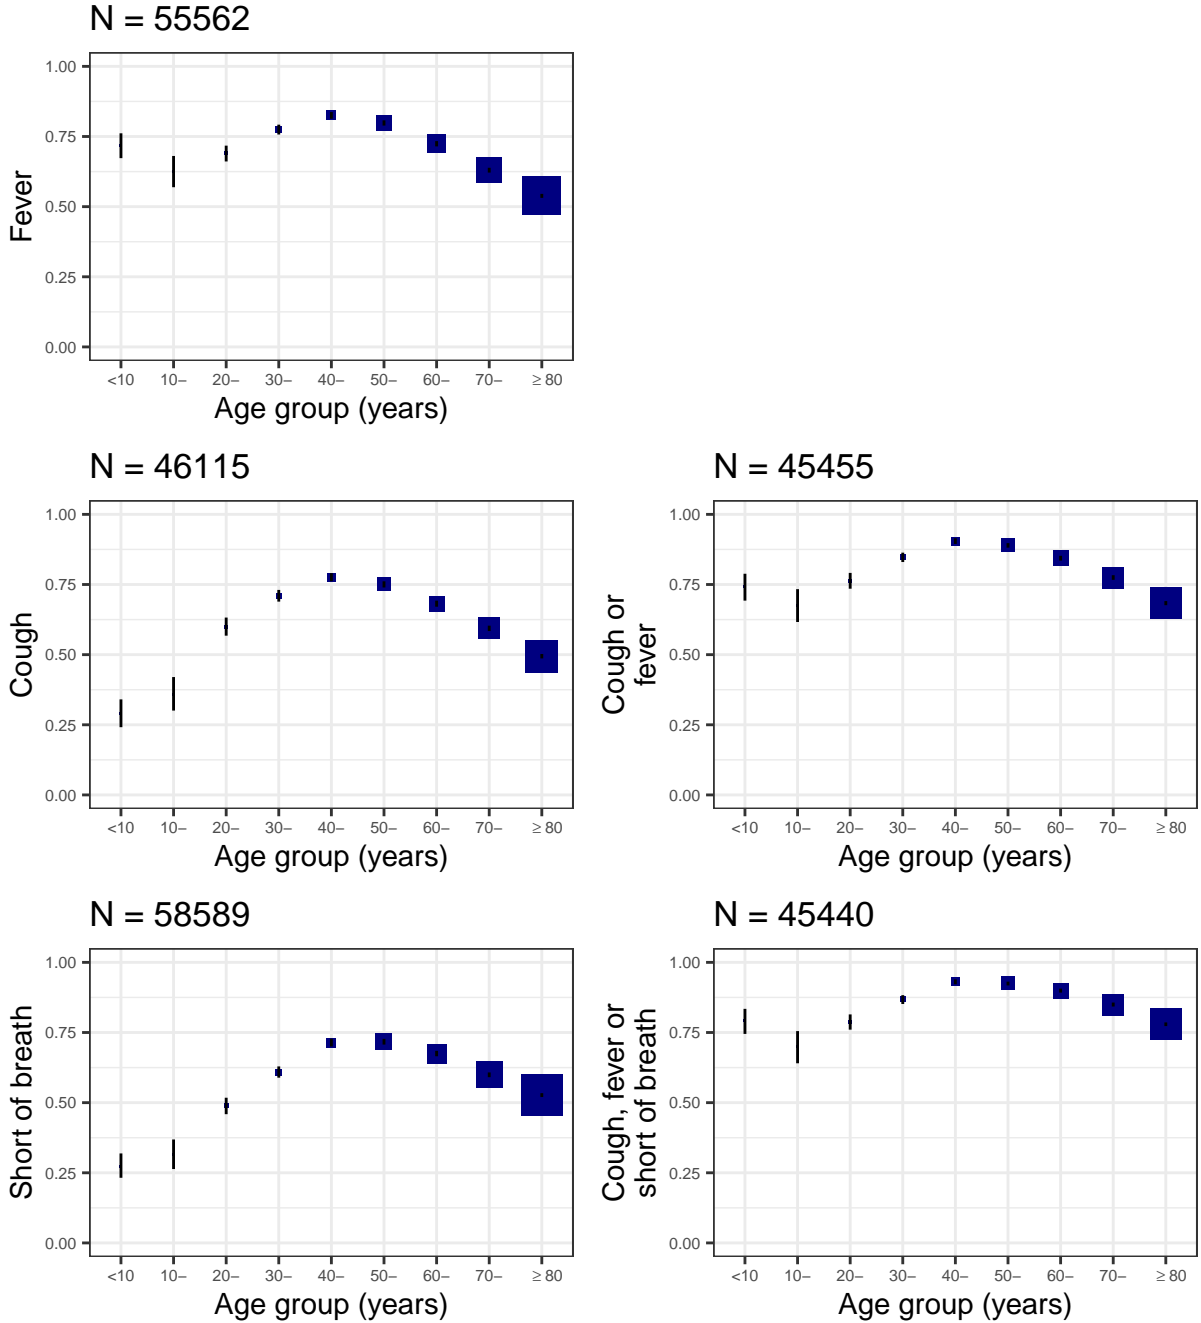 N = 55562
Fever
1.00
0.75
0.50
0.25
0.00
<10 10– 20– 30– 40– 50– 60– 70– ≥ 80
Age group (years)
N = 46115
Cough
1.00
0.75
0.50
0.25
0.00
<10 10– 20– 30– 40– 50– 60– 70– ≥ 80
Age group (years)
N = 45455
Cough or
fever
1.00
0.75
0.50
0.25
0.00
<10 10– 20– 30– 40– 50– 60– 70– ≥ 80
Age group (years)
N = 58589
Short of breath
1.00
0.75
0.50
0.25
0.00
<10 10– 20– 30– 40– 50– 60– 70– ≥ 80
Age group (years)
N = 45440
Cough, fever or
short of breath
1.00
0.75
0.50
0.25
0.00
<10 10– 20– 30– 40– 50– 60– 70– ≥ 80
Age group (years)